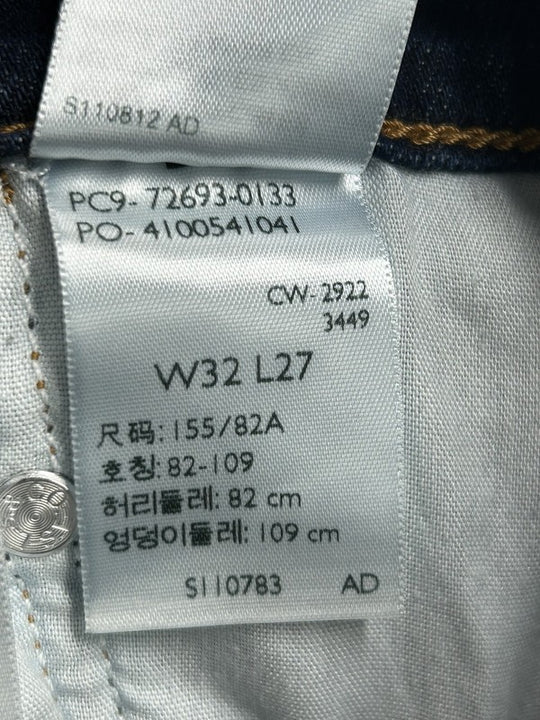 S110812 AD
PC9-72693-0133
PO-4100541041
CW-2922
3449
W32 L27
尺码: 155/82A
호칭: 82-109
허리둘레: 82 cm
엉덩이둘레: 109 cm
S110783 AD